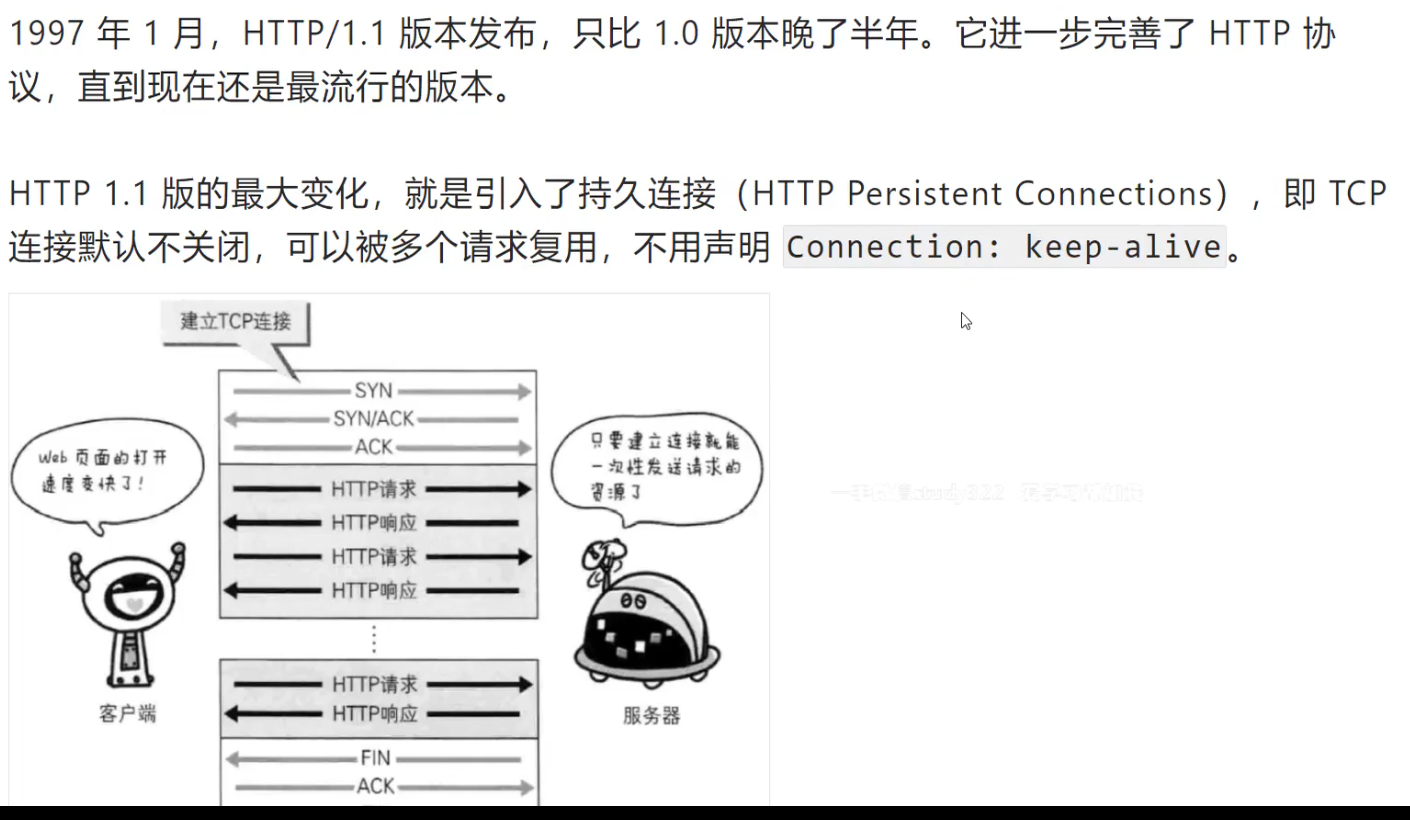 1997 年 1 月，HTTP/1.1 版本发布，只比 1.0 版本晚了半年。它进一步完善了 HTTP 协
议，直到现在还是最流行的版本。
HTTP 1.1 版的最大变化，就是引入了持久连接（HTTP Persistent Connections），即 TCP
连接默认不关闭，可以被多个请求复用，不用声明 Connection: keep-alive。
建立TCP连接
SYN
SYN/ACK
ACK
Web 页面的打开
速度变快了!
只要建立连接就能
一次性发送请求的
资源了
HTTP请求
HTTP响应
HTTP请求
HTTP响应
HTTP请求
HTTP响应
客户端
服务器
FIN
ACK